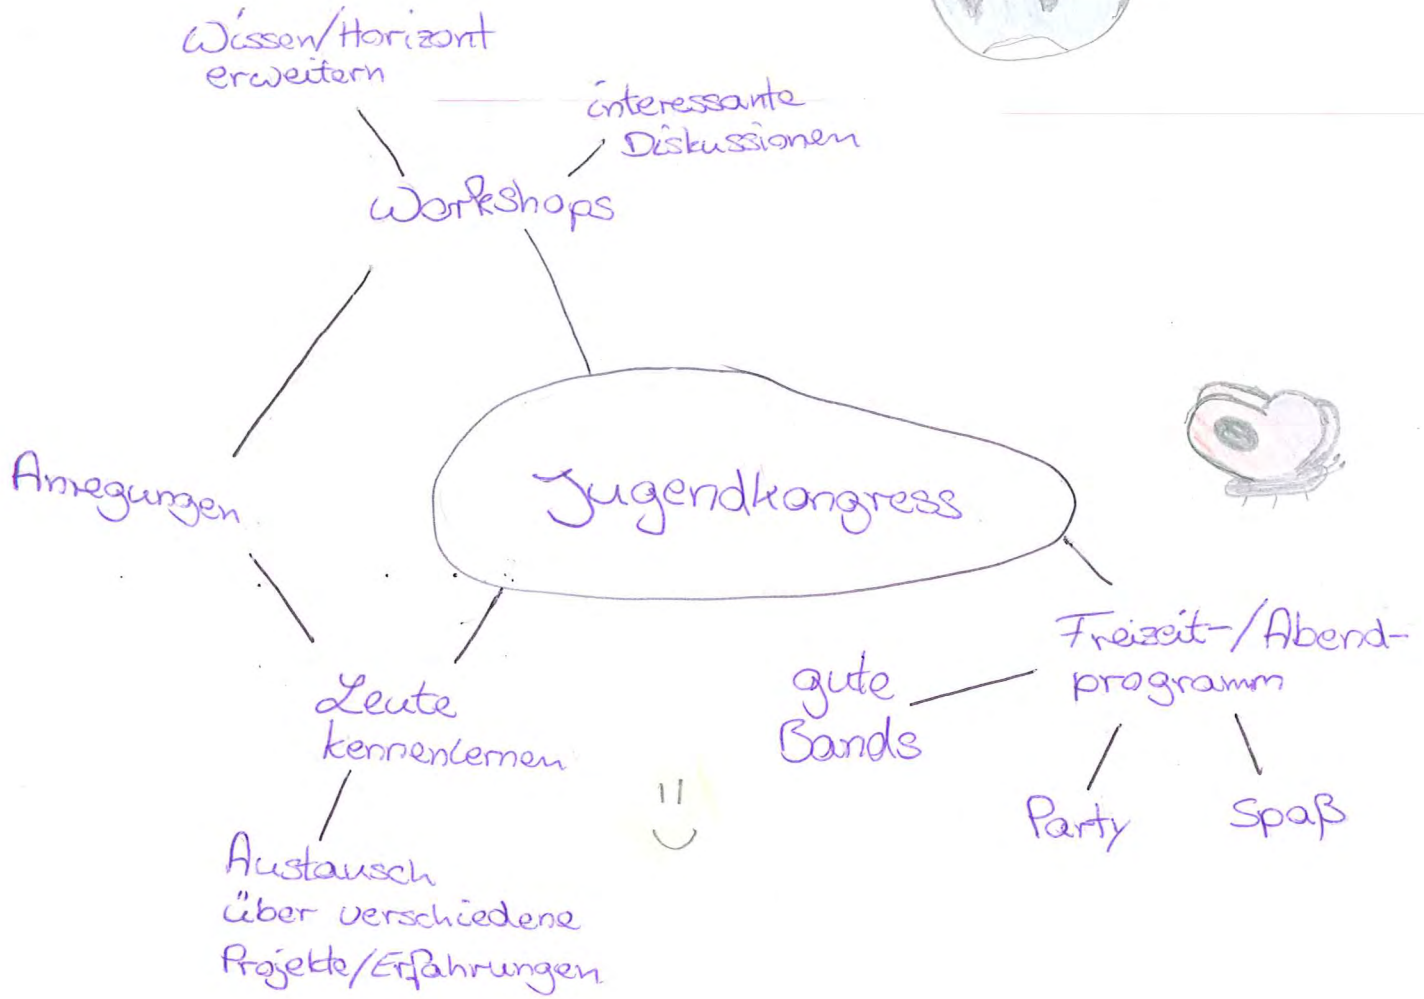 Wissen/Horizont
erweitern
interessante
Diskussionen
Workshops
Anregungen
Jugendkongress
Freizeit-/Abend-
programm
gute
Bands
Leute
kennenlernen
Party
Spaß
Austausch
über verschiedene
Projekte/Erfahrungen